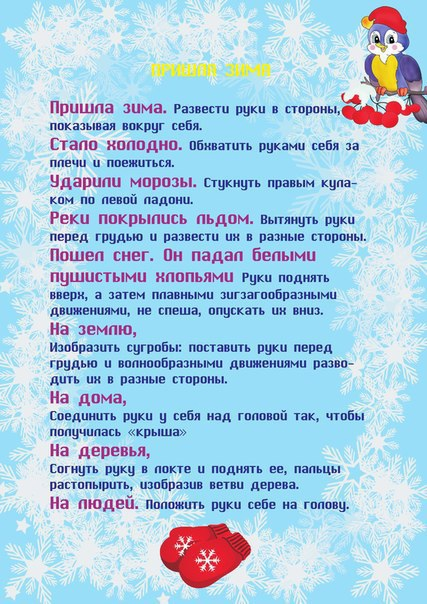 ПРИШЛА ЗИМА
Пришла зима. Развести руки в стороны,
показывая вокруг себя.
Стало холодно. Обхватить руками себя за
плечи и поежиться.
Ударили морозы. Стукнуть правым кула-
ком по левой ладони.
Реки покрылись льдом. Вытянуть руки
перед грудью и развести их в разные стороны.
Пошел снег. Он падал белыми
пушистыми хлопьями Руки поднять
вверх, а затем плавными зигзагообразными
движениями, не спеша, опускать их вниз.
На землю,
Изобразить сугробы: поставить руки перед
грудью и волнообразными движениями разво-
дить их в разные стороны.
На дома,
Соединить руки у себя над головой так, чтобы
получилась «крыша»
На деревья,
Согнуть руку в локте и поднять ее, пальцы
растопырить, изобразив ветви дерева.
На людей. Положить руки себе на голову.